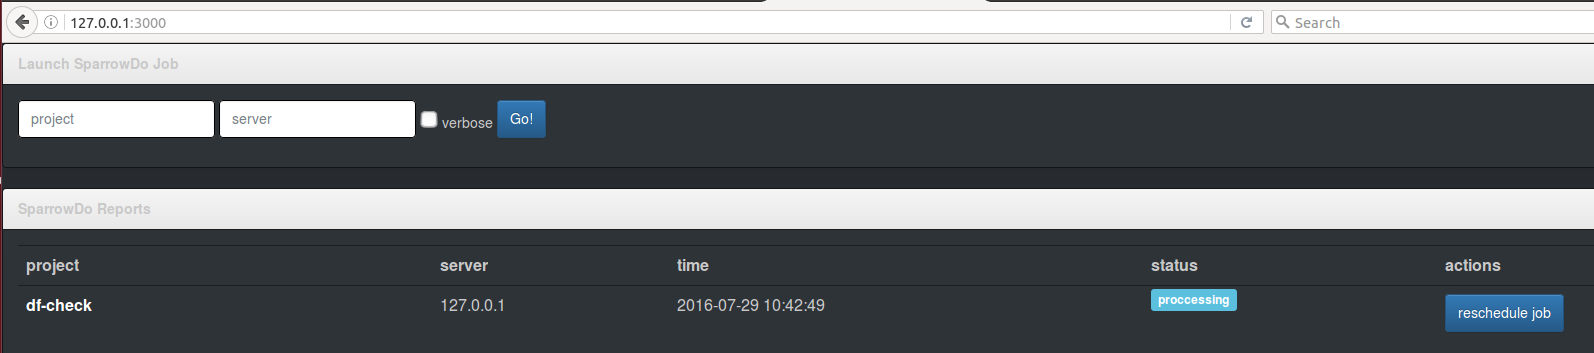 127.0.0.1:3000 Search
Launch SparrowDo Job
project server verbose Go!
SparrowDo Reports
project server time status actions
df-check 127.0.0.1 2016-07-29 10:42:49 proccessing reschedule job